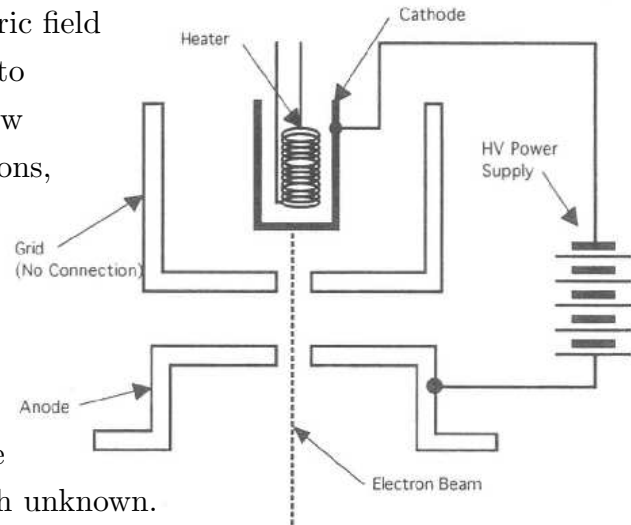 ric field
to
w
ons,
Heater
Cathode
HV Power
Supply
Grid
(No Connection)
Anode
Electron Beam
h unknown.